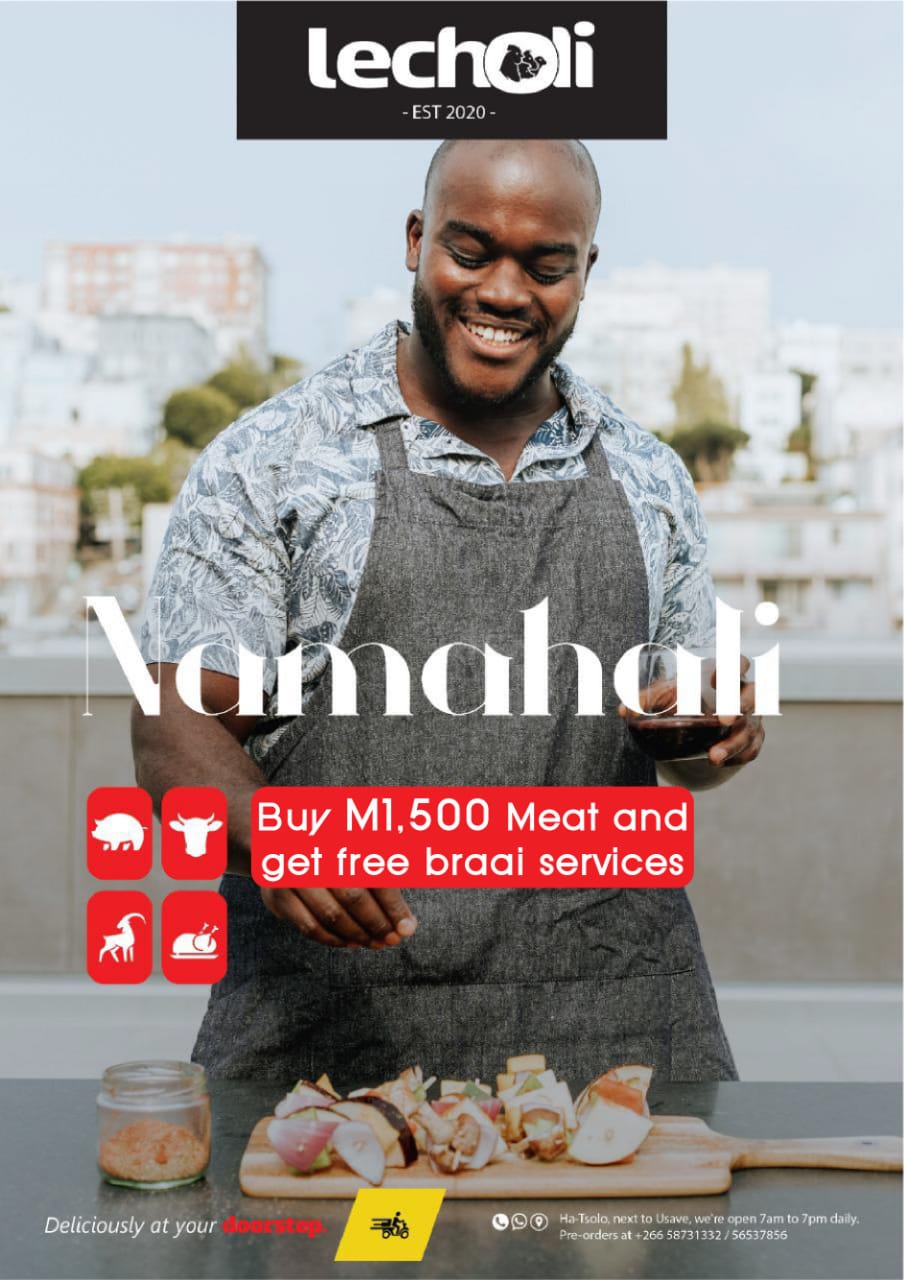 lecholi
- EST 2020 -
Namahali
Buy M1,500 Meat and
get free braai services
Deliciously at your doorstep.
Ha-Tsolo, next to Usave, we're open 7am to 7pm daily.
Pre-orders at +266 58731332 / 56537856